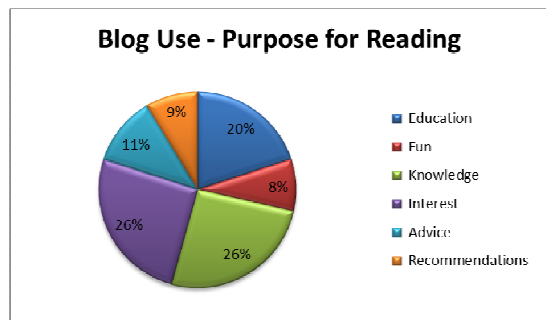 Blog Use - Purpose for Reading
9%
20%
11%
8%
26%
26%
Education
Fun
Knowledge
Interest
Advice
Recommendations